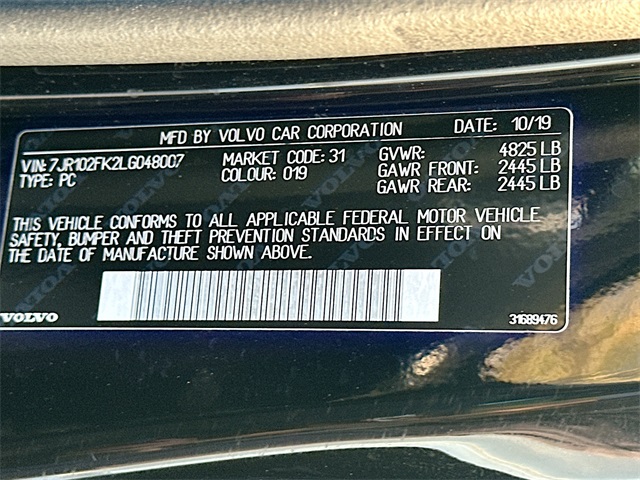 MFD BY VOLVO CAR CORPORATION DATE: 10/19
VIN: 7JR102FK2LG048007 MARKET CODE: 31 GVWR: 4825 LB
TYPE: PC COLOUR: 019 GAWR FRONT: 2445 LB
GAWR REAR: 2445 LB
THIS VEHICLE CONFORMS TO ALL APPLICABLE FEDERAL MOTOR VEHICLE
SAFETY, BUMPER AND THEFT PREVENTION STANDARDS IN EFFECT ON
THE DATE OF MANUFACTURE SHOWN ABOVE.
VOLVO 31689476